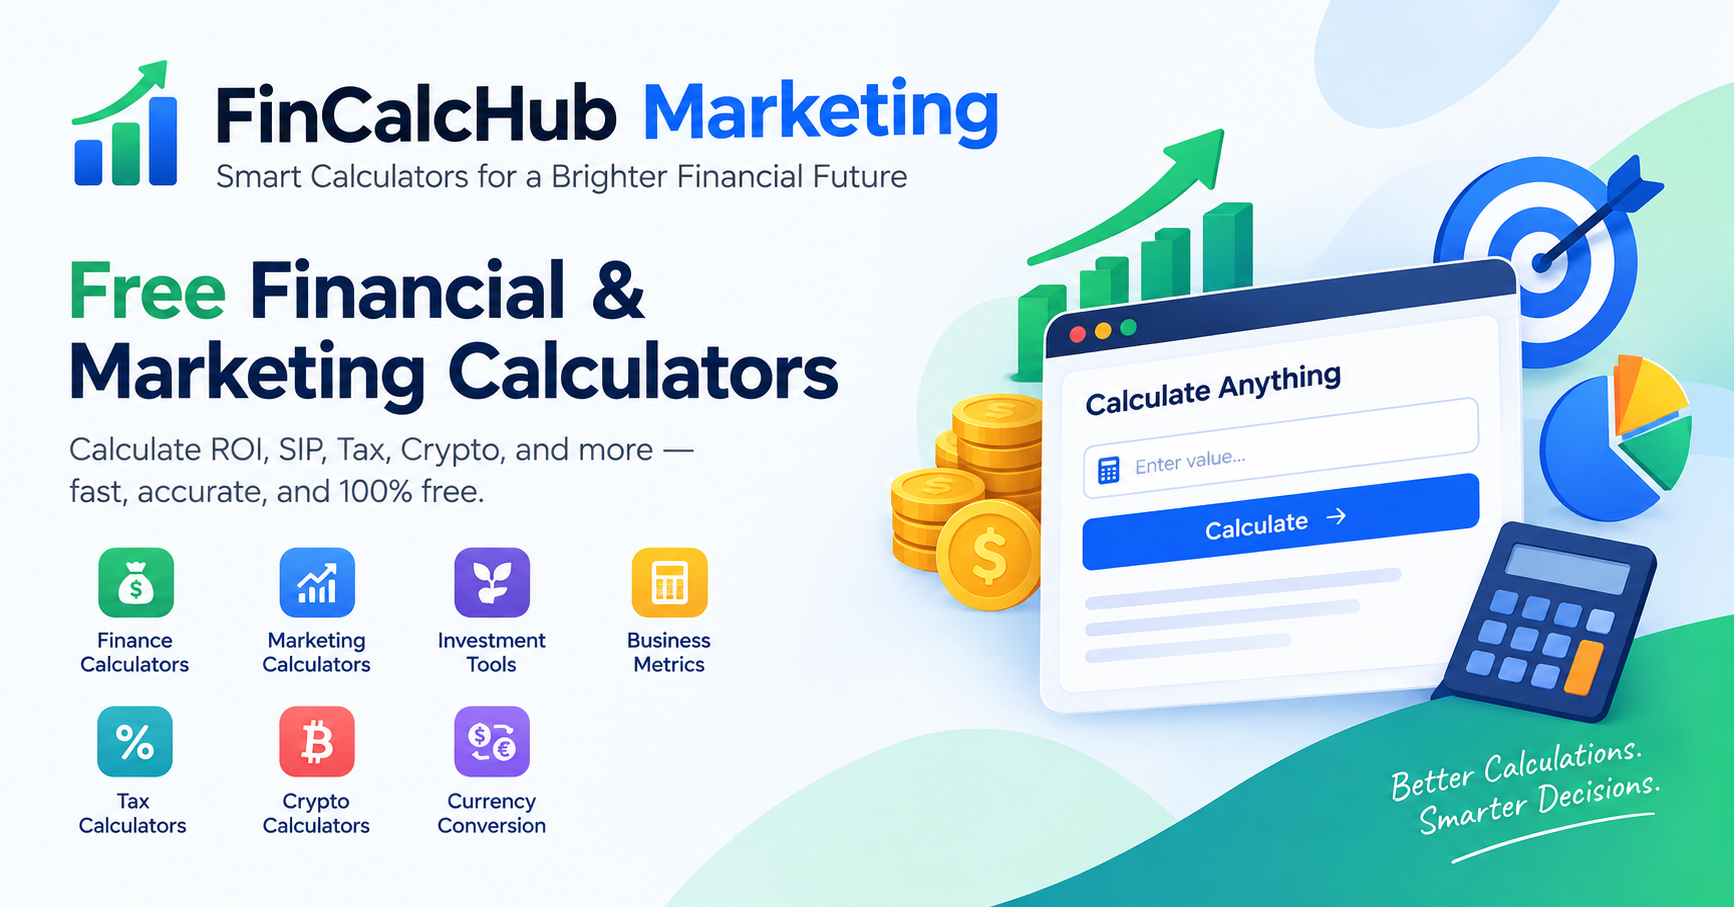 FinCalcHub Marketing
Smart Calculators for a Brighter Financial Future
Free Financial &
Marketing Calculators
Calculate ROI, SIP, Tax, Crypto, and more —
fast, accurate, and 100% free.
Finance
Calculators
Marketing
Calculators
Investment
Tools
Business
Metrics
Tax
Calculators
Crypto
Calculators
Currency
Conversion
Calculate Anything
Enter value...
Calculate →
Better Calculations.
Smarter Decisions.